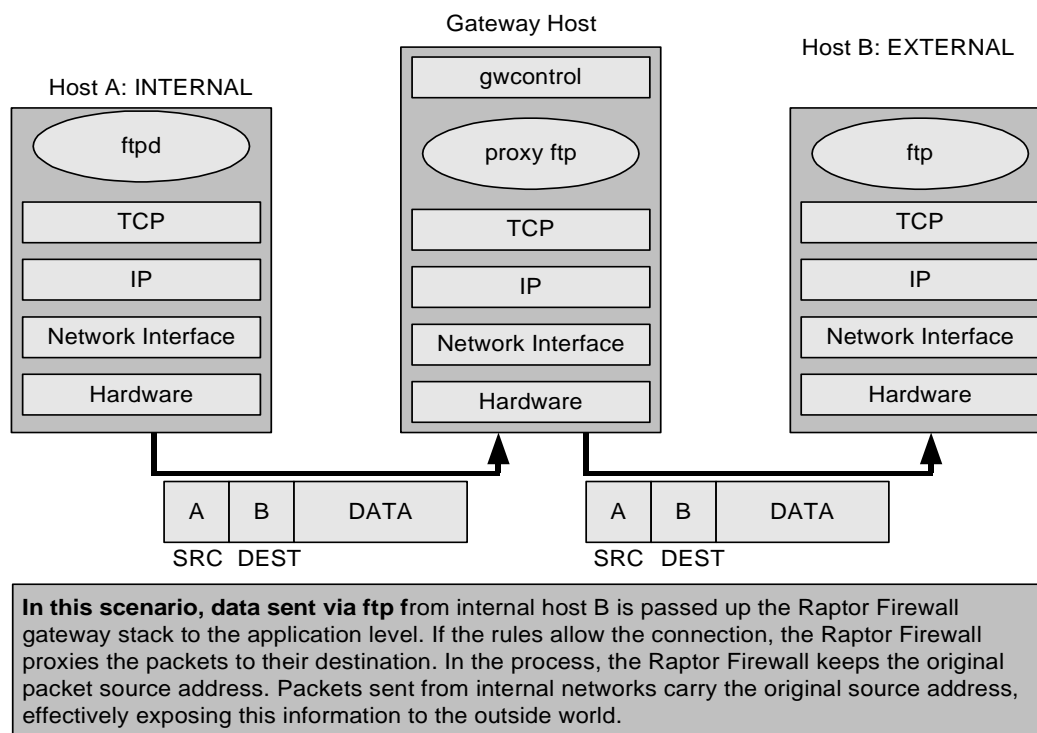 Gateway Host
Host A: INTERNAL
Host B: EXTERNAL
ftpd
TCP
IP
Network Interface
Hardware
gwcontrol
proxy ftp
TCP
IP
Network Interface
Hardware
ftp
TCP
IP
Network Interface
Hardware
A B DATA
SRC DEST
A B DATA
SRC DEST
In this scenario, data sent via ftp from internal host B is passed up the Raptor Firewall
gateway stack to the application level. If the rules allow the connection, the Raptor Firewall
proxies the packets to their destination. In the process, the Raptor Firewall keeps the original
packet source address. Packets sent from internal networks carry the original source address,
effectively exposing this information to the outside world.